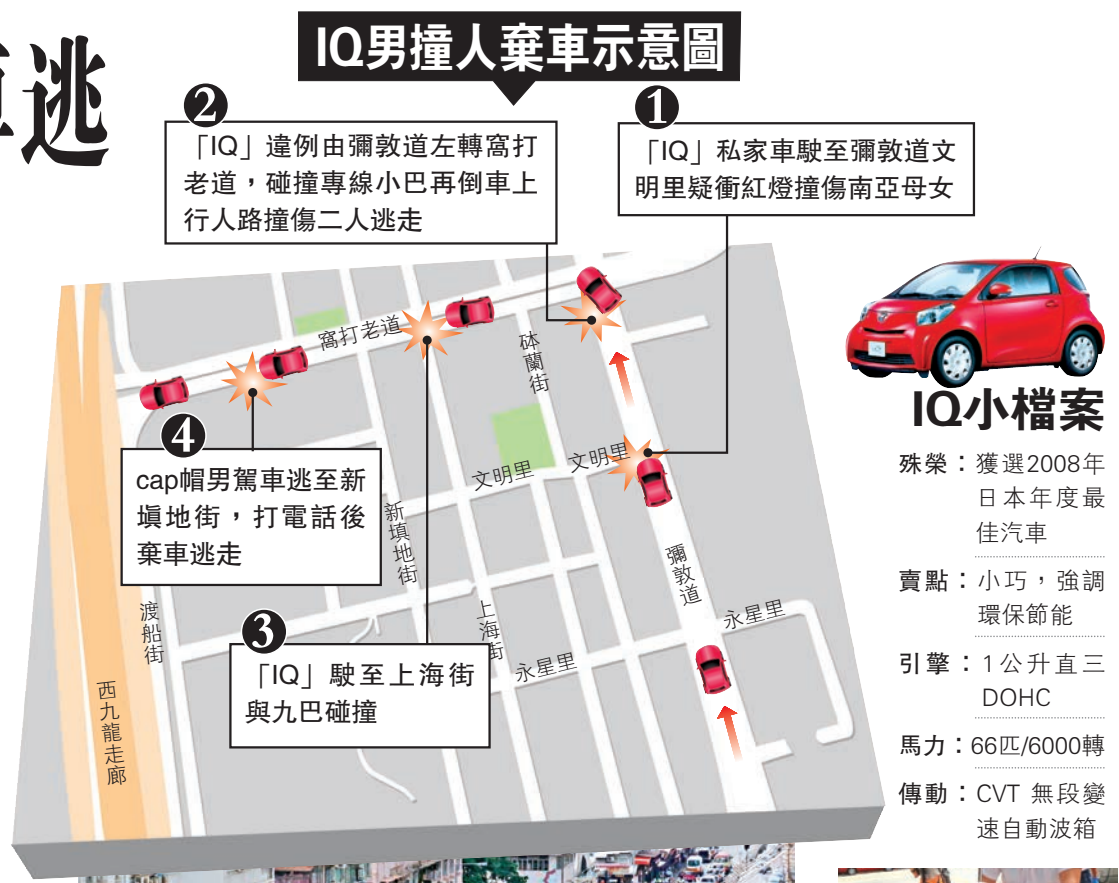 車逃
IQ男撞人棄車示意圖
❶
「IQ」私家車駛至彌敦道文
明里疑衝紅燈撞傷南亞母女
❷
「IQ」違例由彌敦道左轉窩打
老道，碰撞專線小巴再倒車上
行人路撞傷二人逃走
❸
「IQ」駛至上海街
與九巴碰撞
❹
cap帽男駕車逃至新
塡地街，打電話後
棄車逃走
窩打老道
砵蘭街
文明里
文明里
新填地街
上海街
彌敦道
永星里
永星里
渡船街
西九龍走廊
IQ小檔案
殊榮：獲選2008年
日本年度最
佳汽車
賣點：小巧，強調
環保節能
引擎：1公升直三
DOHC
馬力：66匹/6000轉
傳動：CVT 無段變
速自動波箱